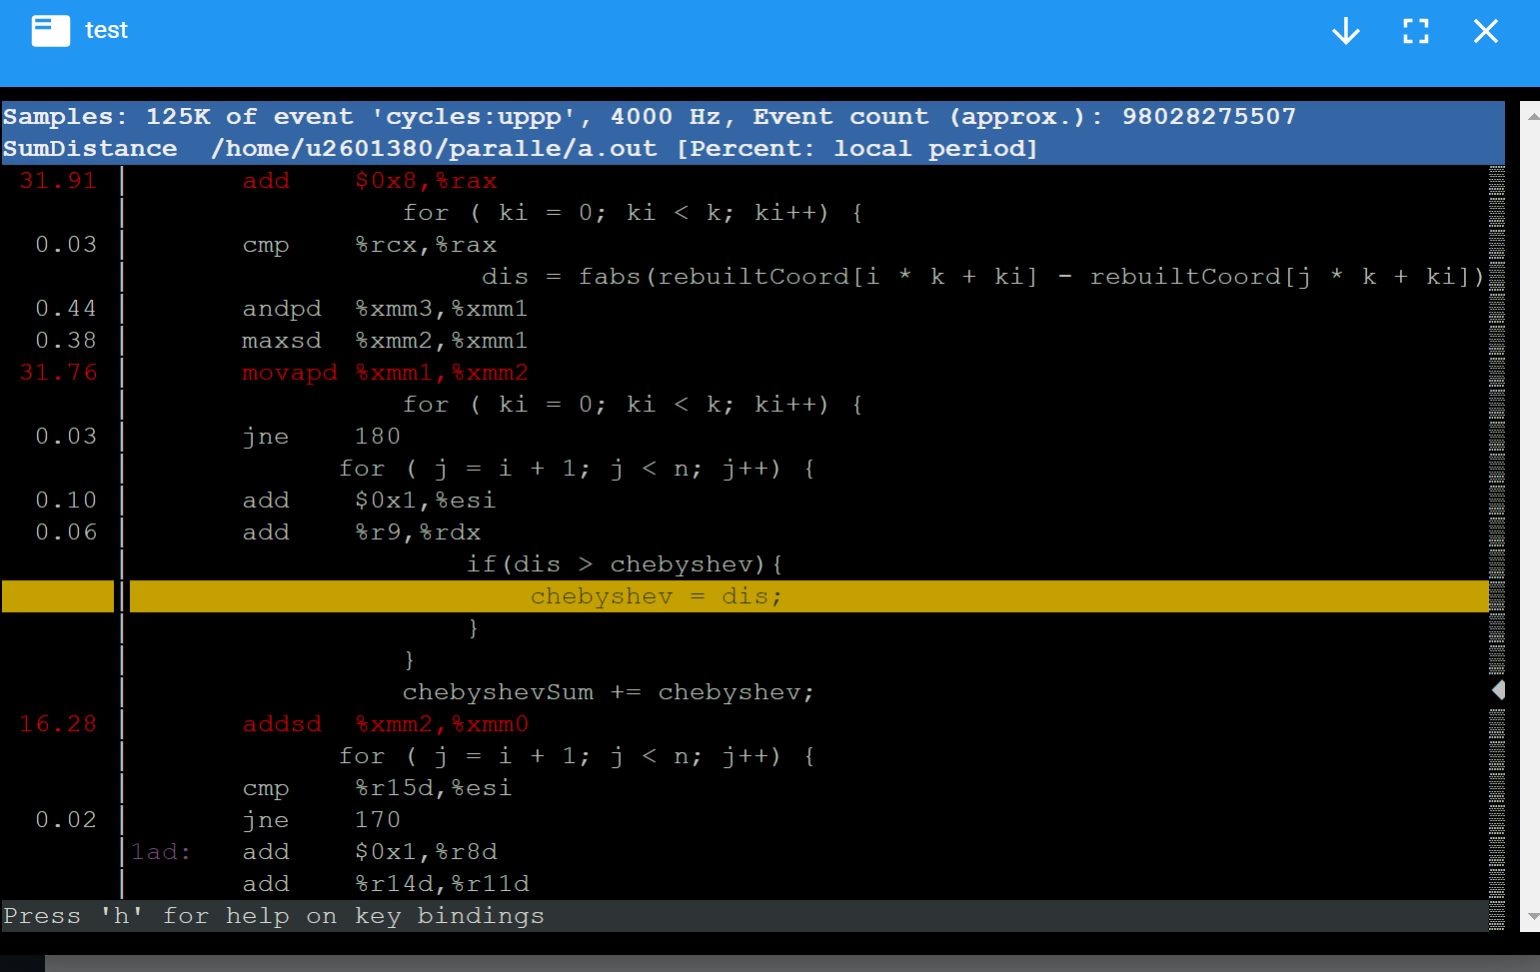 test
Samples: 125K of event 'cycles:uppp', 4000 Hz, Event count (approx.): 98028275507
SumDistance  /home/u2601380/paralle/a.out [Percent: local period]
31.91 │ add $0x8,%rax
│ for ( ki = 0; ki < k; ki++) {
0.03 │ cmp %rcx,%rax
│ dis = fabs(rebuiltCoord[i * k + ki] - rebuiltCoord[j * k + ki])
0.44 │ andpd %xmm3,%xmm1
0.38 │ maxsd %xmm2,%xmm1
31.76 │ movapd %xmm1,%xmm2
│ for ( ki = 0; ki < k; ki++) {
0.03 │ jne 180
│ for ( j = i + 1; j < n; j++) {
0.10 │ add $0x1,%esi
0.06 │ add %r9,%rdx
│ if(dis > chebyshev){
│ chebyshev = dis;
│ }
│ }
│ chebyshevSum += chebyshev;
16.28 │ addsd %xmm2,%xmm0
│ for ( j = i + 1; j < n; j++) {
│ cmp %r15d,%esi
0.02 │ jne 170
│1ad: add $0x1,%r8d
│ add %r14d,%r11d
Press 'h' for help on key bindings